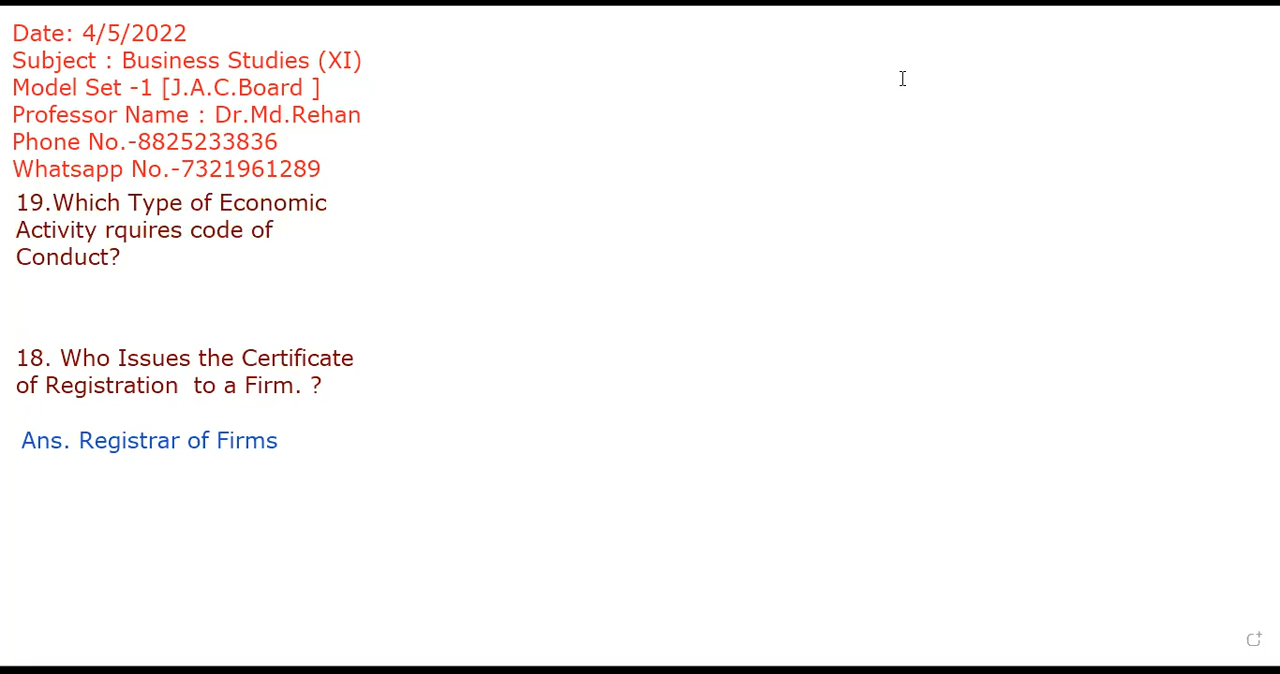 Date: 4/5/2022
Subject : Business Studies (XI)
Model Set -1 [J.A.C.Board ]
Professor Name : Dr.Md.Rehan
Phone No.-8825233836
Whatsapp No.-7321961289
19.Which Type of Economic
Activity rquires code of
Conduct?
18. Who Issues the Certificate
of Registration  to a Firm. ?
Ans. Registrar of Firms